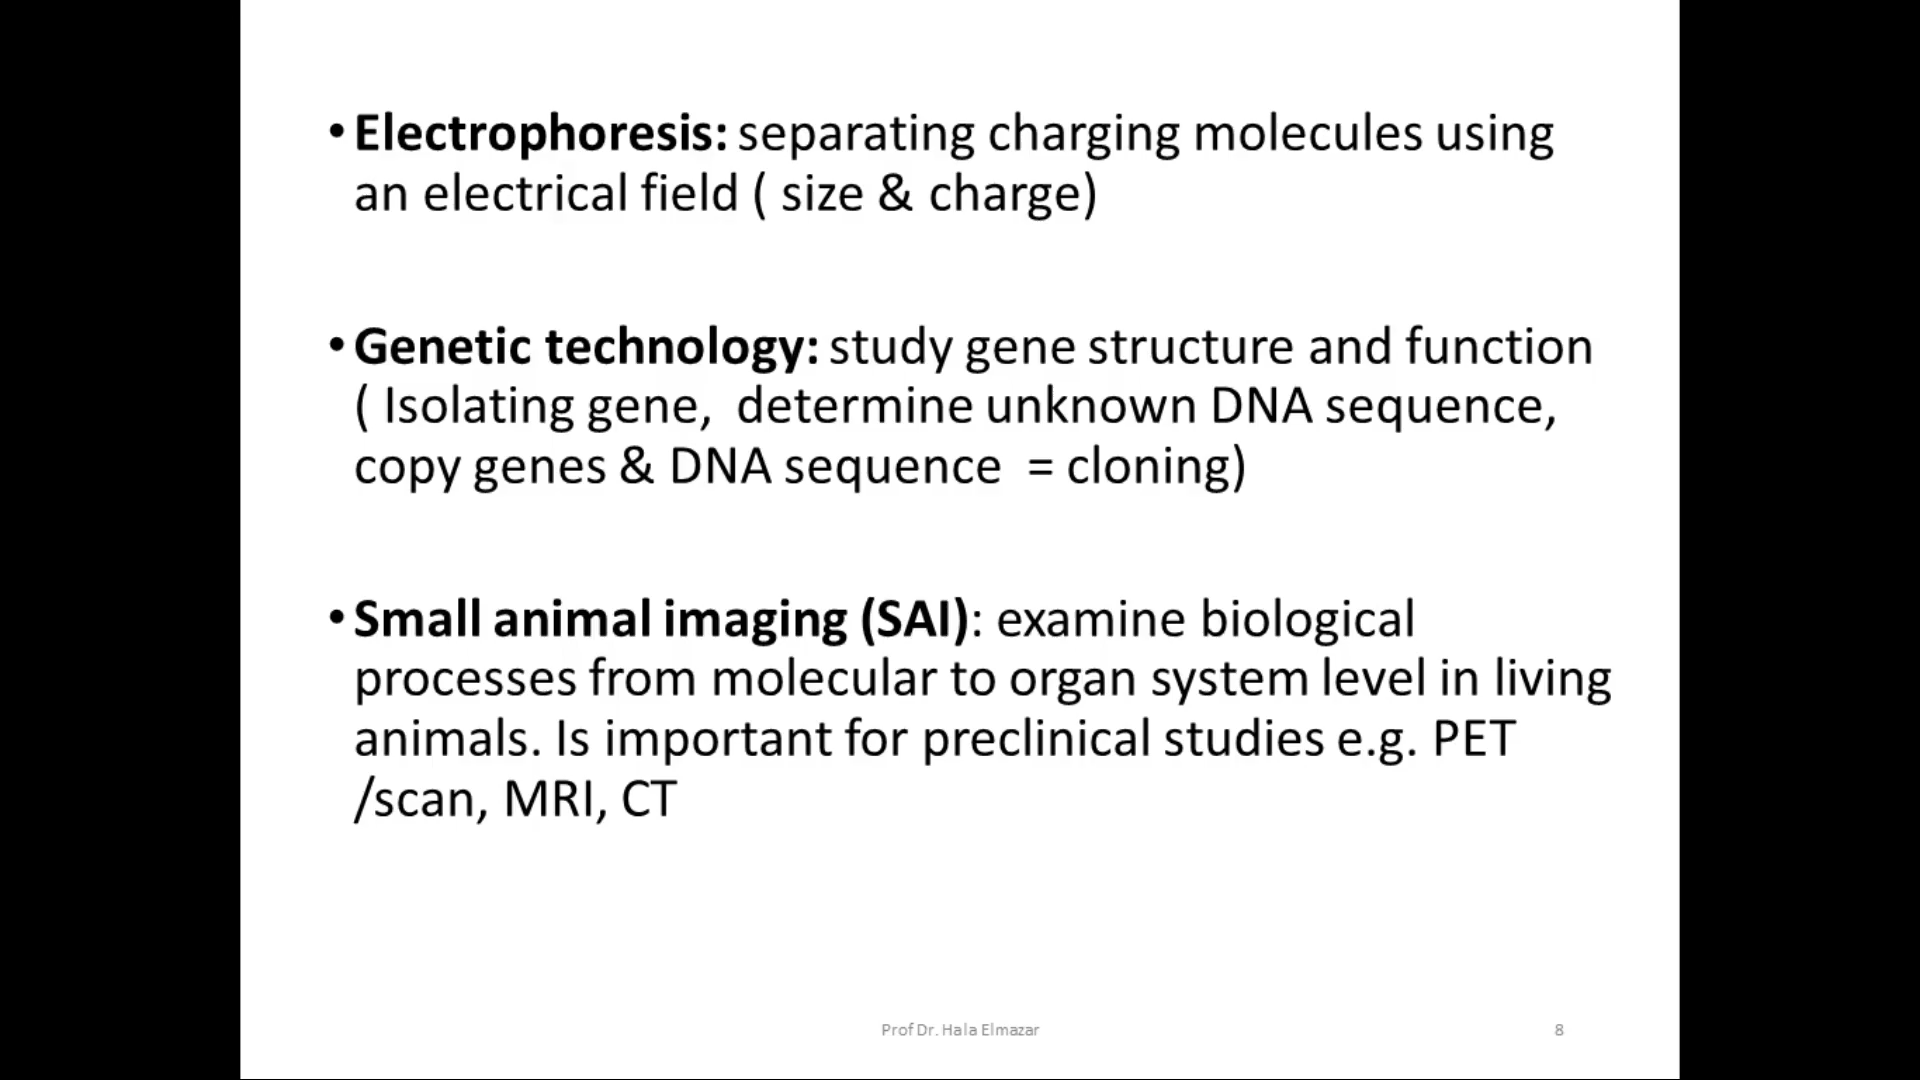 • Electrophoresis: separating charging molecules using
an electrical field ( size & charge)
• Genetic technology: study gene structure and function
( Isolating gene,  determine unknown DNA sequence,
copy genes & DNA sequence  = cloning)
• Small animal imaging (SAI): examine biological
processes from molecular to organ system level in living
animals. Is important for preclinical studies e.g. PET
/scan, MRI, CT
Prof Dr. Hala Elmazar
8